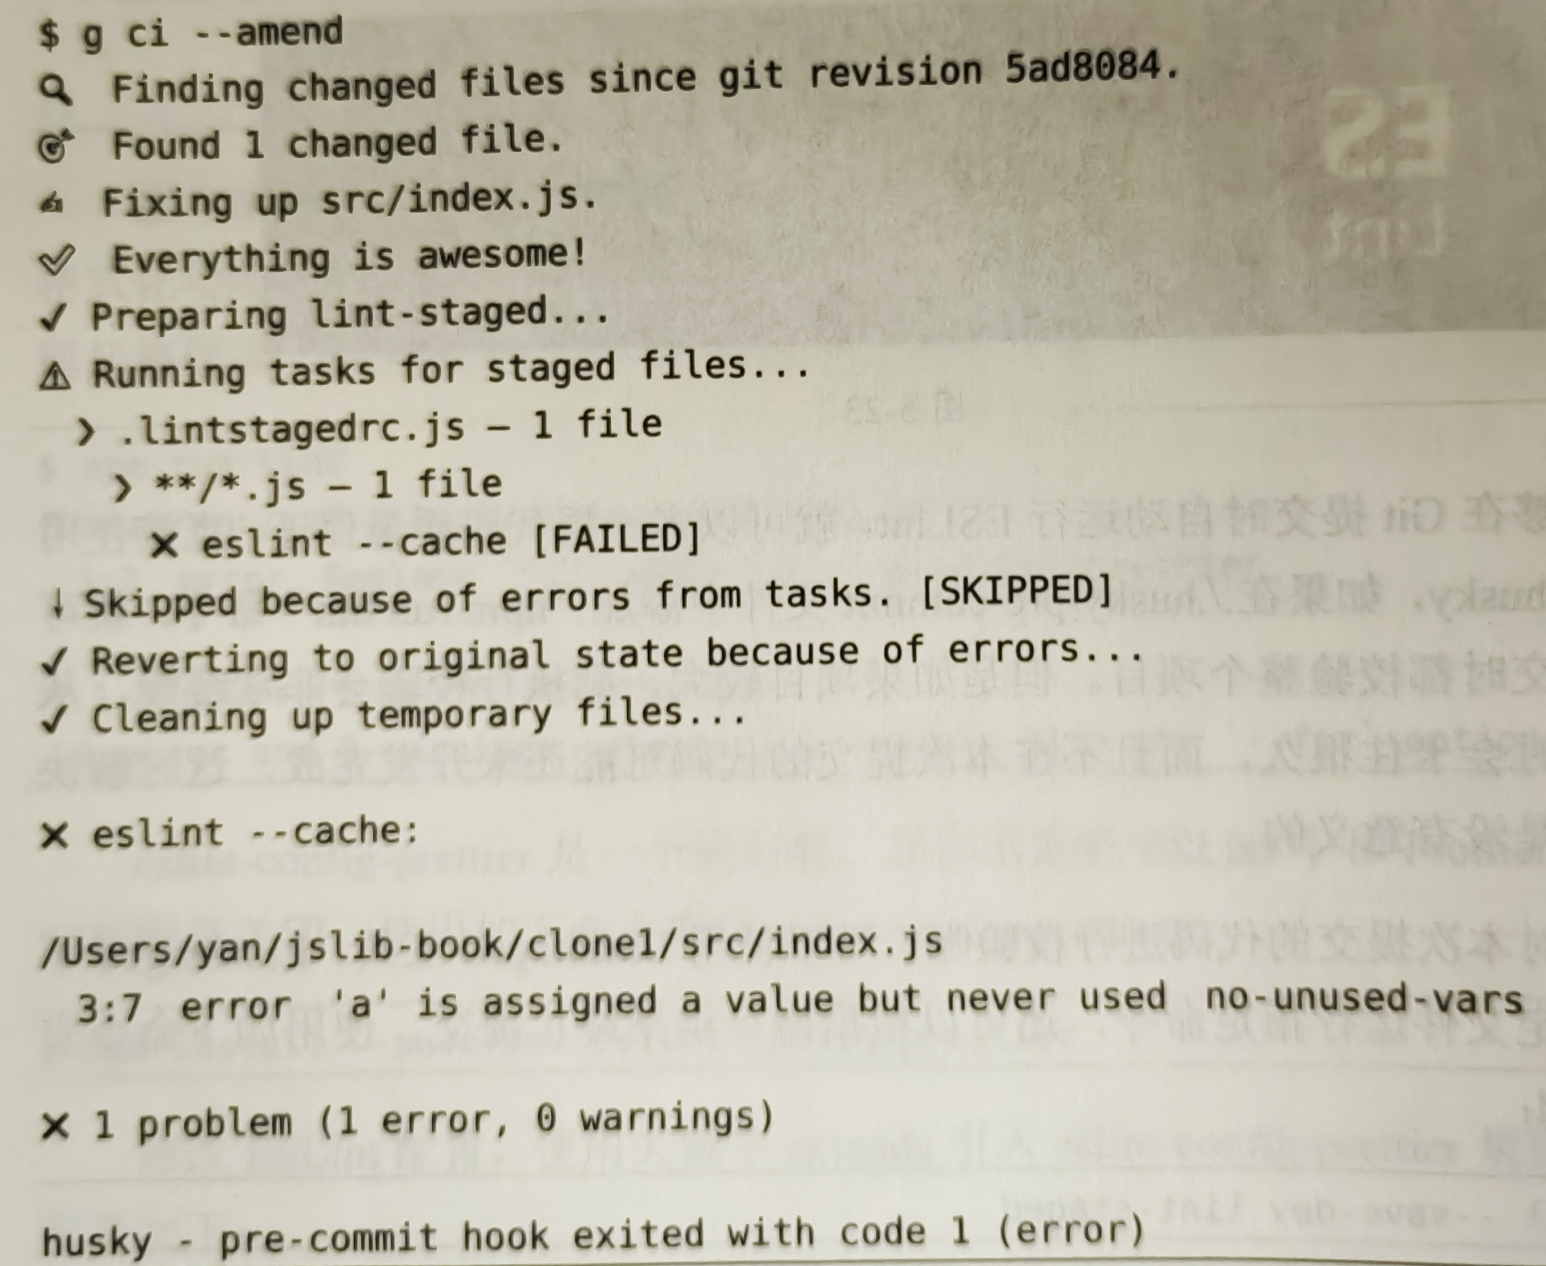 $ g ci --amend
🔍 Finding changed files since git revision 5ad8084.
🎯 Found 1 changed file.
✍ Fixing up src/index.js.
✅ Everything is awesome!
✓ Preparing lint-staged...
⚠ Running tasks for staged files...
❯ .lintstagedrc.js — 1 file
❯ **/*.js — 1 file
✖ eslint --cache [FAILED]
↓ Skipped because of errors from tasks. [SKIPPED]
✓ Reverting to original state because of errors...
✓ Cleaning up temporary files...
✖ eslint --cache:
/Users/yan/jslib-book/clone1/src/index.js
3:7 error 'a' is assigned a value but never used no-unused-vars
✖ 1 problem (1 error, 0 warnings)
husky - pre-commit hook exited with code 1 (error)